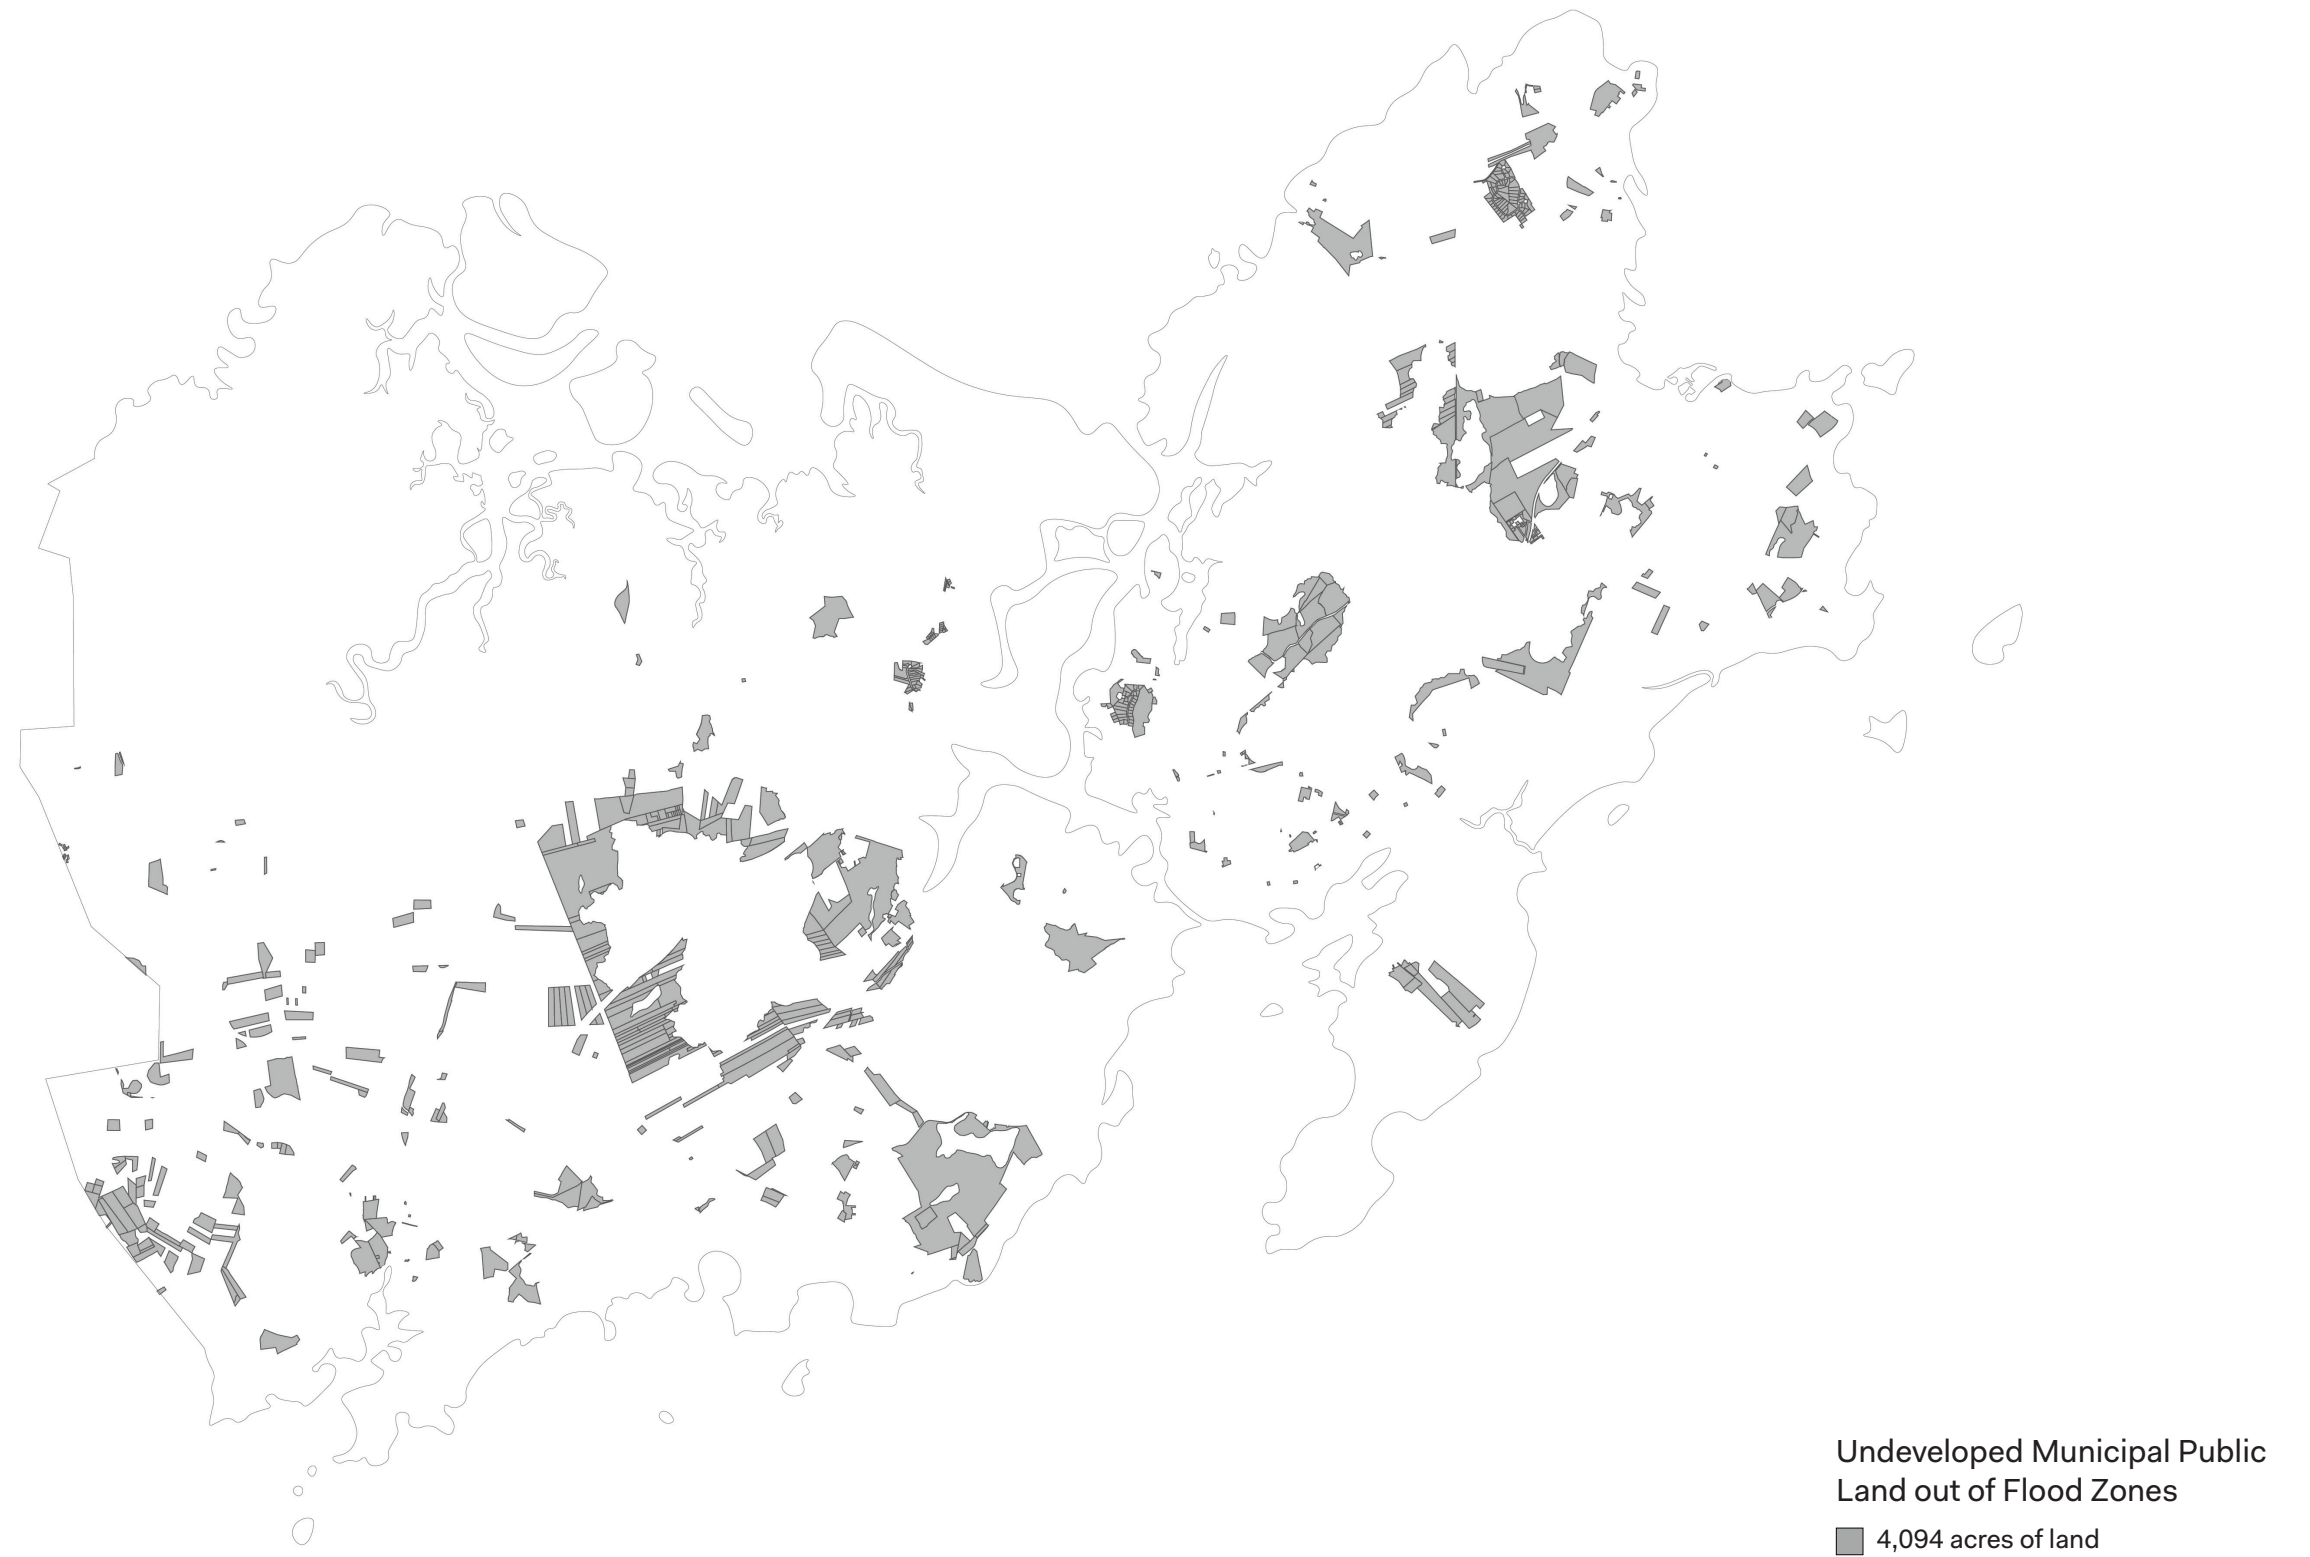 Undeveloped Municipal Public
Land out of Flood Zones
4,094 acres of land